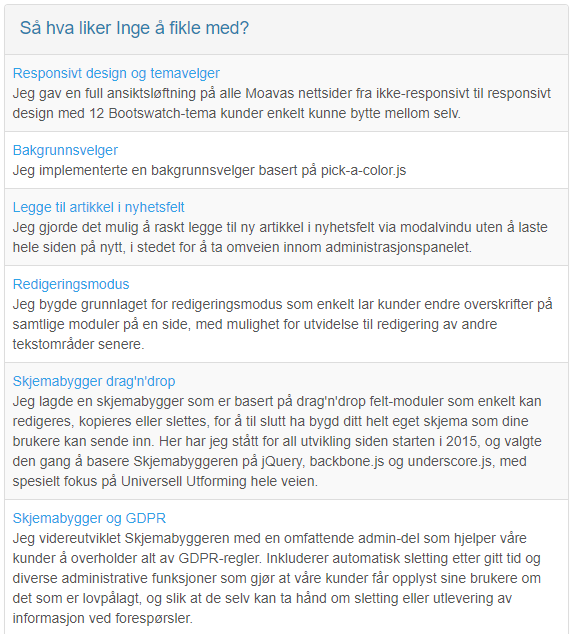 Så hva liker Inge å fikle med?
Responsivt design og temavelger
Jeg gav en full ansiktsløftning på alle Moavas nettsider fra ikke-responsivt til responsivt
design med 12 Bootswatch-tema kunder enkelt kunne bytte mellom selv.
Bakgrunnsvelger
Jeg implementerte en bakgrunnsvelger basert på pick-a-color.js
Legge til artikkel i nyhetsfelt
Jeg gjorde det mulig å raskt legge til ny artikkel i nyhetsfelt via modalvindu uten å laste
hele siden på nytt, i stedet for å ta omveien innom administrasjonspanelet.
Redigeringsmodus
Jeg bygde grunnlaget for redigeringsmodus som enkelt lar kunder endre overskrifter på
samtlige moduler på en side, med mulighet for utvidelse til redigering av andre
tekstområder senere.
Skjemabygger drag'n'drop
Jeg lagde en skjemabygger som er basert på drag'n'drop felt-moduler som enkelt kan
redigeres, kopieres eller slettes, for å til slutt ha bygd ditt helt eget skjema som dine
brukere kan sende inn. Her har jeg stått for all utvikling siden starten i 2015, og valgte
den gang å basere Skjemabyggeren på jQuery, backbone.js og underscore.js, med
spesielt fokus på Universell Utforming hele veien.
Skjemabygger og GDPR
Jeg videreutviklet Skjemabyggeren med en omfattende admin-del som hjelper våre
kunder å overholder alt av GDPR-regler. Inkluderer automatisk sletting etter gitt tid og
diverse administrative funksjoner som gjør at våre kunder får opplyst sine brukere om
det som er lovpålagt, og slik at de selv kan ta hånd om sletting eller utlevering av
informasjon ved forespørsler.